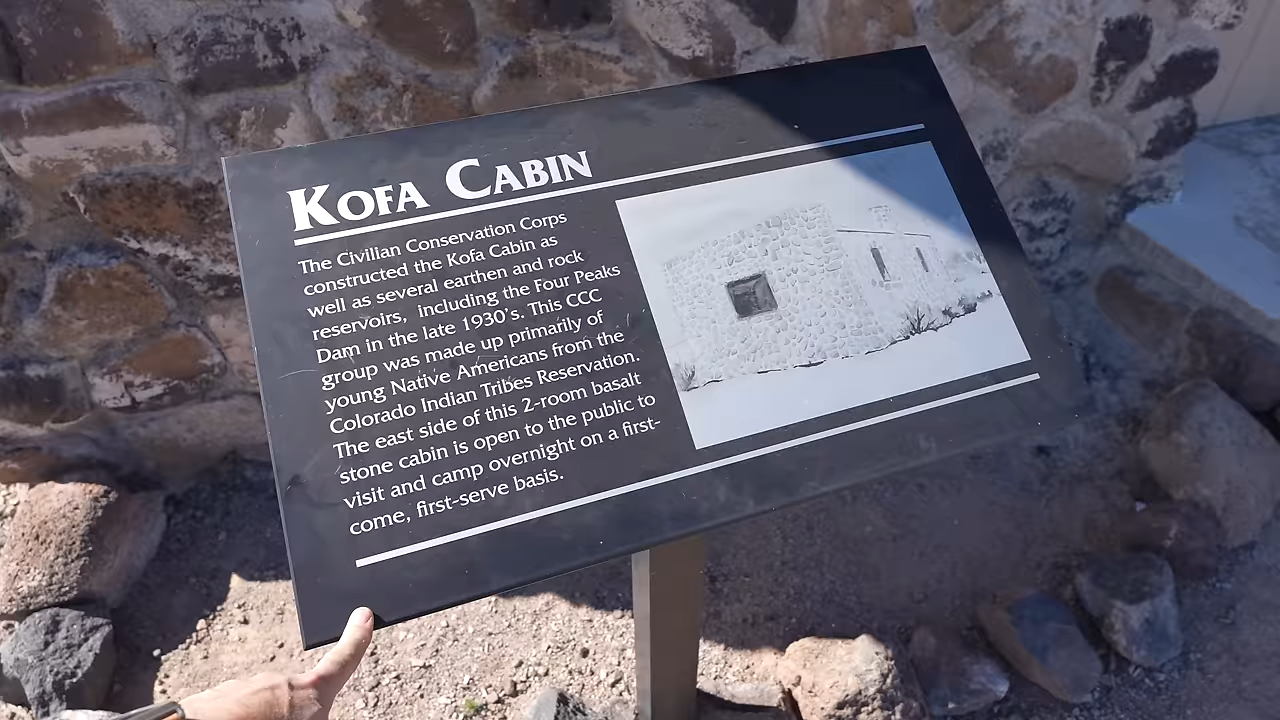 KOFA CABIN
The Civilian Conservation Corps
constructed the Kofa Cabin as
well as several earthen and rock
reservoirs, including the Four Peaks
Dam in the late 1930's. This CCC
group was made up primarily of
young Native Americans from the
Colorado Indian Tribes Reservation.
The east side of this 2-room basalt
stone cabin is open to the public to
visit and camp overnight on a first-
come, first-serve basis.